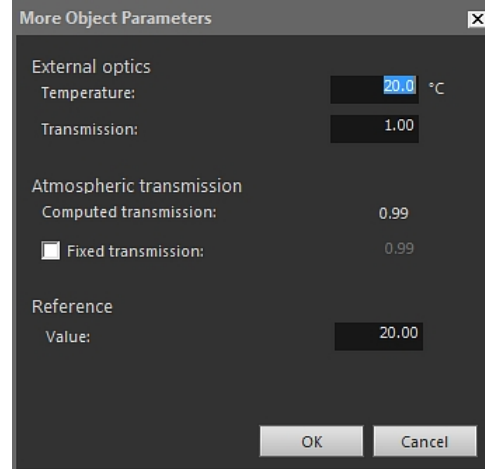 More Object Parameters
External optics
Temperature: 20.0 °C
Transmission: 1.00
Atmospheric transmission
Computed transmission: 0.99
Fixed transmission: 0.99
Reference
Value: 20.00
OK Cancel